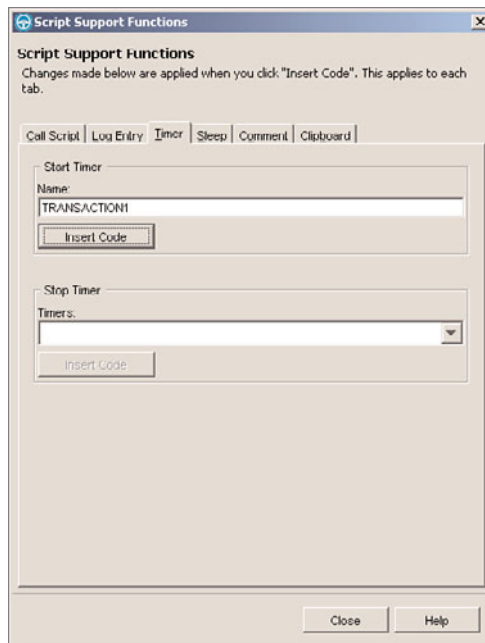 Script Support Functions
Script Support Functions
Changes made below are applied when you click "Insert Code". This applies to each
tab.
Call Script Log Entry Timer Sleep Comment Clipboard
Start Timer
Name:
TRANSACTION1
Insert Code
Stop Timer
Timers:
Insert Code
Close Help